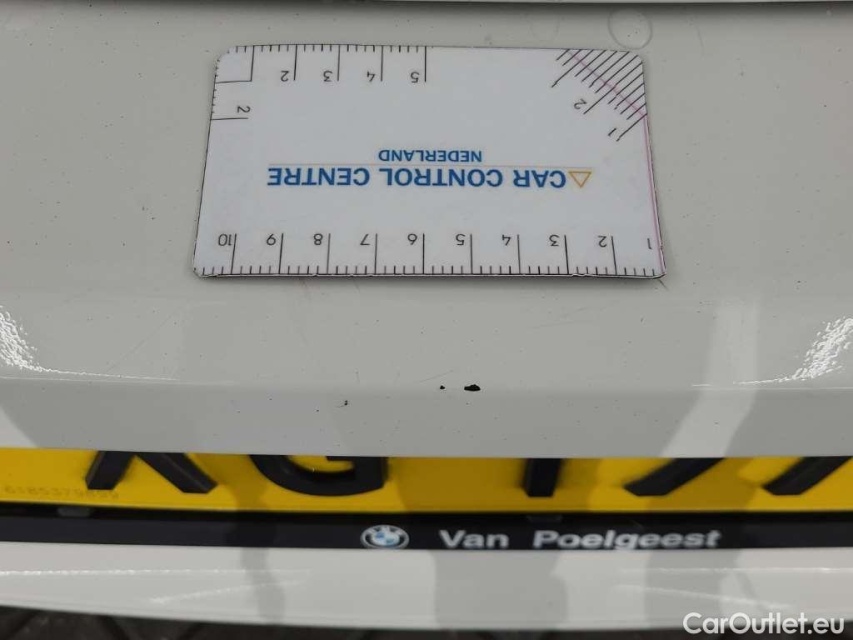 2 3 4 5
2
2
1
NEDERLAND
CAR CONTROL CENTRE
10 9 8 7 6 5 4 3 2 1
Van Poelgeest
CarOutlet.eu